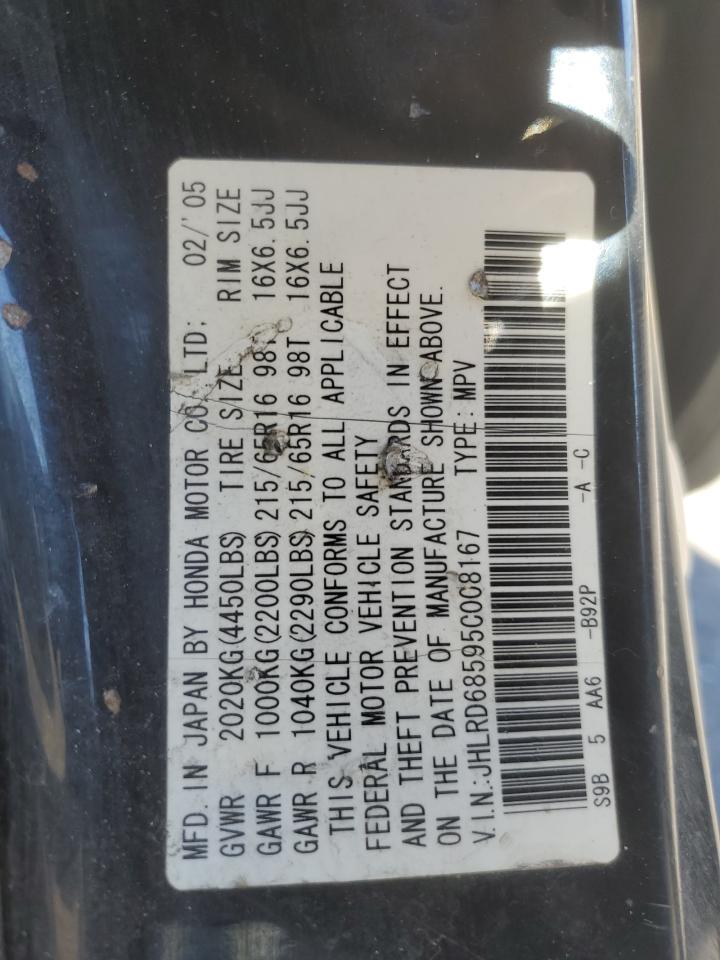 MFD. IN JAPAN BY HONDA MOTOR CO LTD: 02/'05
GVWR 2020KG(4450LBS) TIRE SIZE RIM SIZE
GAWR F 1000KG(2200LBS) 215/65R16 98T 16X6.5JJ
GAWR R 1040KG(2290LBS) 215/65R16 98T 16X6.5JJ
THIS VEHICLE CONFORMS TO ALL APPLICABLE
FEDERAL MOTOR VEHICLE SAFETY
AND THEFT PREVENTION STANDARDS IN EFFECT
ON THE DATE OF MANUFACTURE SHOWN ABOVE.
V.I.N.:JHLRD68595C008167 TYPE:MPV
S9B 5 AA6 -B92P -A -C